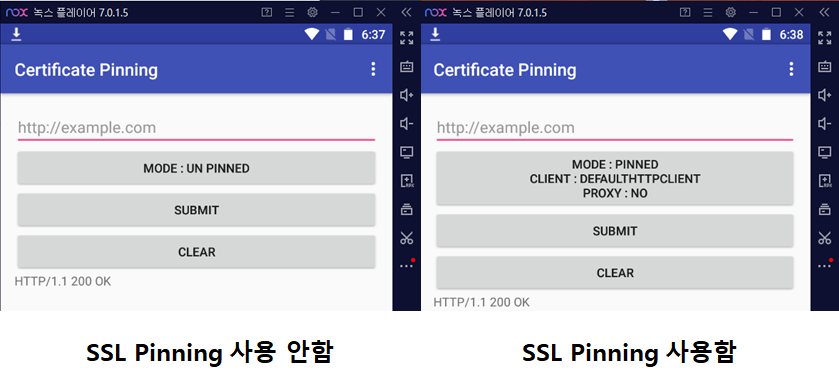 nox 녹스 플레이어 7.0.1.5
6:37
Certificate Pinning
http://example.com
MODE : UN PINNED
SUBMIT
CLEAR
HTTP/1.1 200 OK
SSL Pinning 사용 안함
nox 녹스 플레이어 7.0.1.5
6:38
Certificate Pinning
http://example.com
MODE : PINNED
CLIENT : DEFAULTHTTPCLIENT
PROXY : NO
SUBMIT
CLEAR
HTTP/1.1 200 OK
SSL Pinning 사용함